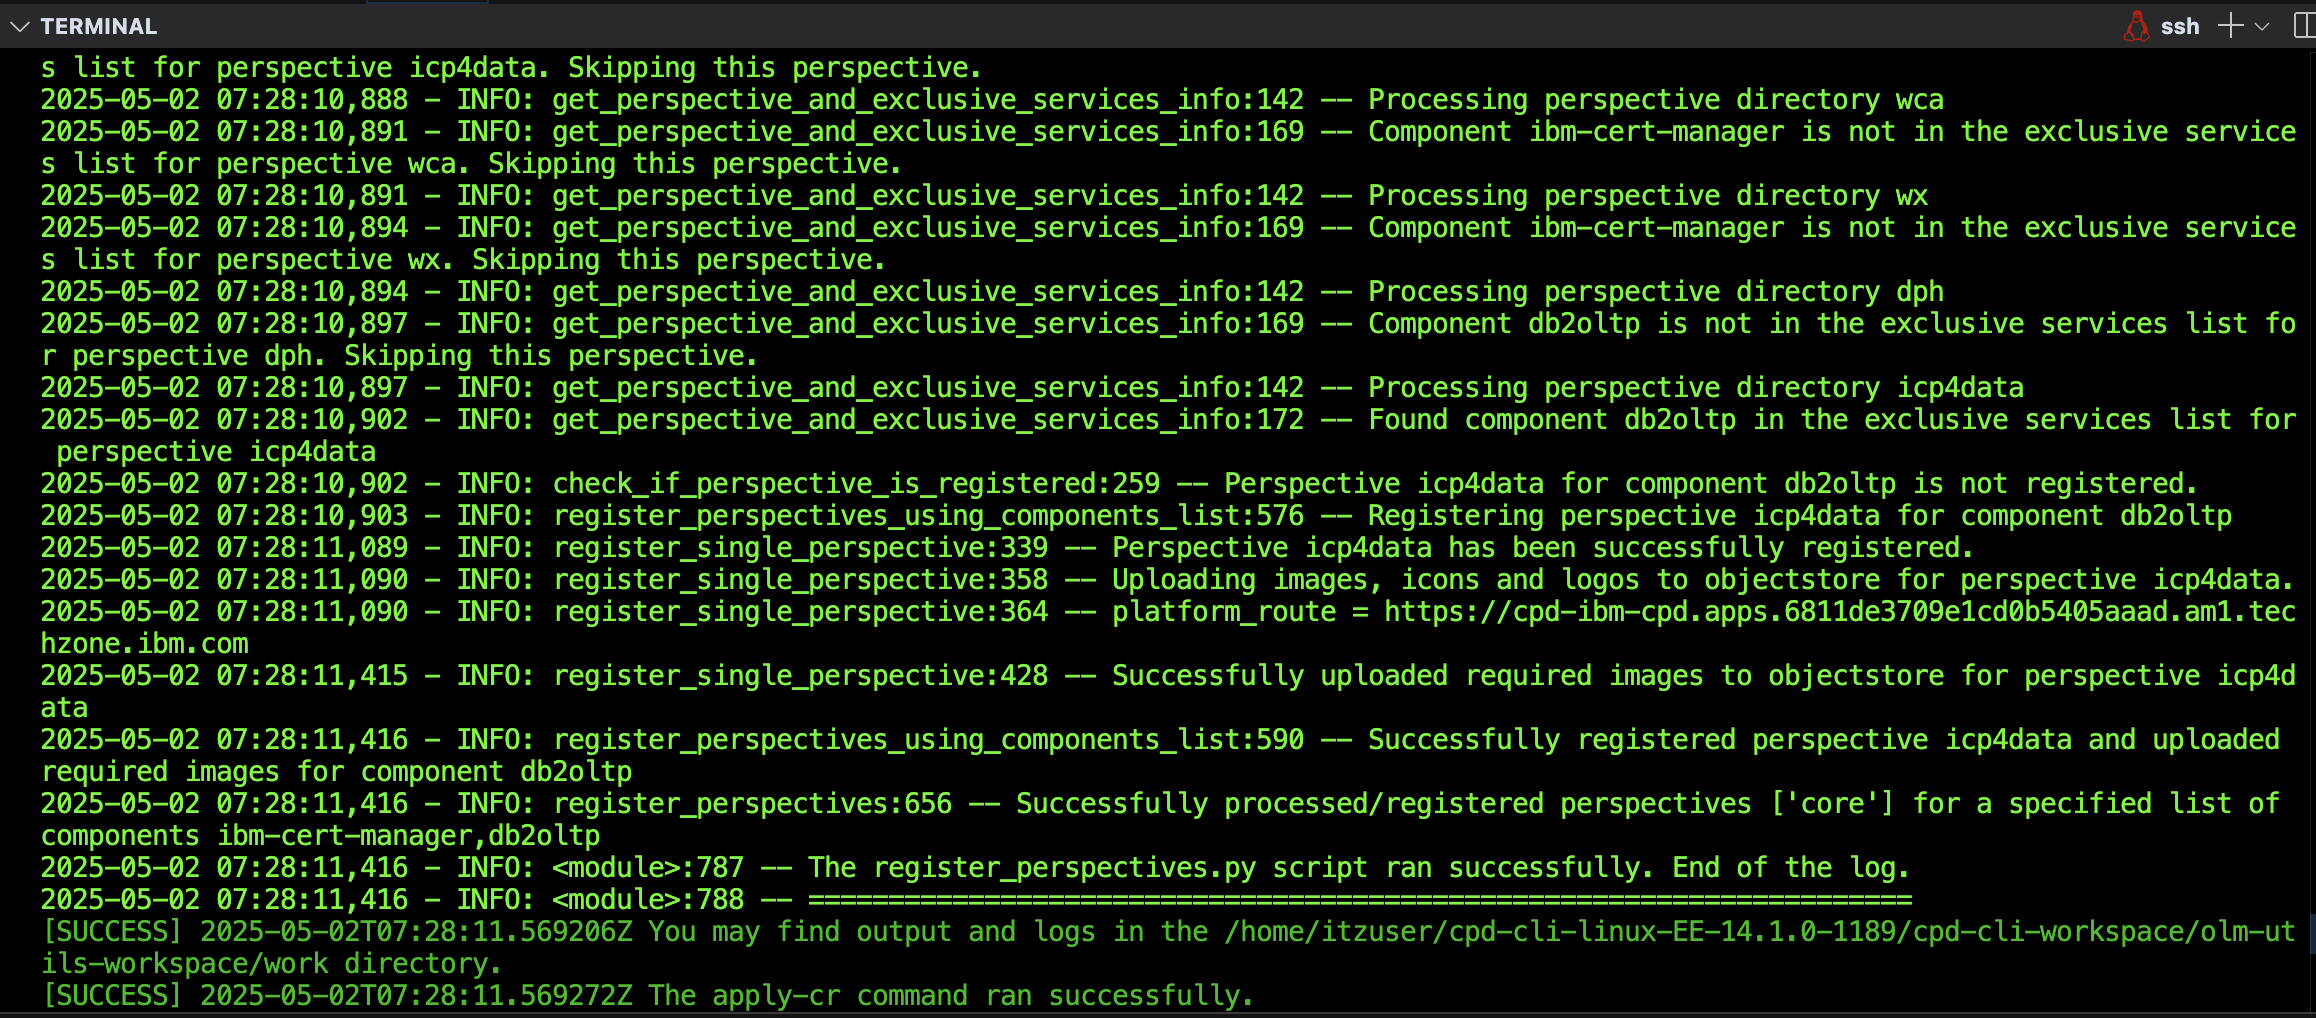 TERMINAL
ssh
s list for perspective icp4data. Skipping this perspective.
2025-05-02 07:28:10,888 - INFO: get_perspective_and_exclusive_services_info:142 -- Processing perspective directory wca
2025-05-02 07:28:10,891 - INFO: get_perspective_and_exclusive_services_info:169 -- Component ibm-cert-manager is not in the exclusive service
s list for perspective wca. Skipping this perspective.
2025-05-02 07:28:10,891 - INFO: get_perspective_and_exclusive_services_info:142 -- Processing perspective directory wx
2025-05-02 07:28:10,894 - INFO: get_perspective_and_exclusive_services_info:169 -- Component ibm-cert-manager is not in the exclusive service
s list for perspective wx. Skipping this perspective.
2025-05-02 07:28:10,894 - INFO: get_perspective_and_exclusive_services_info:142 -- Processing perspective directory dph
2025-05-02 07:28:10,897 - INFO: get_perspective_and_exclusive_services_info:169 -- Component db2oltp is not in the exclusive services list fo
r perspective dph. Skipping this perspective.
2025-05-02 07:28:10,897 - INFO: get_perspective_and_exclusive_services_info:142 -- Processing perspective directory icp4data
2025-05-02 07:28:10,902 - INFO: get_perspective_and_exclusive_services_info:172 -- Found component db2oltp in the exclusive services list for
 perspective icp4data
2025-05-02 07:28:10,902 - INFO: check_if_perspective_is_registered:259 -- Perspective icp4data for component db2oltp is not registered.
2025-05-02 07:28:10,903 - INFO: register_perspectives_using_components_list:576 -- Registering perspective icp4data for component db2oltp
2025-05-02 07:28:11,089 - INFO: register_single_perspective:339 -- Perspective icp4data has been successfully registered.
2025-05-02 07:28:11,090 - INFO: register_single_perspective:358 -- Uploading images, icons and logos to objectstore for perspective icp4data.
2025-05-02 07:28:11,090 - INFO: register_single_perspective:364 -- platform_route = https://cpd-ibm-cpd.apps.6811de3709e1cd0b5405aaad.am1.tec
hzone.ibm.com
2025-05-02 07:28:11,415 - INFO: register_single_perspective:428 -- Successfully uploaded required images to objectstore for perspective icp4d
ata
2025-05-02 07:28:11,416 - INFO: register_perspectives_using_components_list:590 -- Successfully registered perspective icp4data and uploaded 
required images for component db2oltp
2025-05-02 07:28:11,416 - INFO: register_perspectives:656 -- Successfully processed/registered perspectives ['core'] for a specified list of 
components ibm-cert-manager,db2oltp
2025-05-02 07:28:11,416 - INFO: <module>:787 -- The register_perspectives.py script ran successfully. End of the log.
2025-05-02 07:28:11,416 - INFO: <module>:788 -- =====================================================================
[SUCCESS] 2025-05-02T07:28:11.569206Z You may find output and logs in the /home/itzuser/cpd-cli-linux-EE-14.1.0-1189/cpd-cli-workspace/olm-ut
ils-workspace/work directory.
[SUCCESS] 2025-05-02T07:28:11.569272Z The apply-cr command ran successfully.